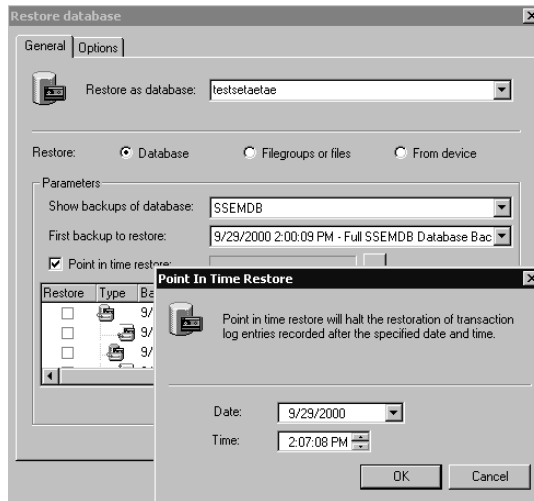 Restore database
General Options
Restore as database: testsetaetae
Restore: Database Filegroups or files From device
Parameters
Show backups of database: SSEMDB
First backup to restore: 9/29/2000 2:00:09 PM - Full SSEMDB Database Bac
Point in time restore:
Restore Type Ba
9/
9/
9/
Point In Time Restore
Point in time restore will halt the restoration of transaction
log entries recorded after the specified date and time.
Date: 9/29/2000
Time: 2:07:08 PM
OK Cancel